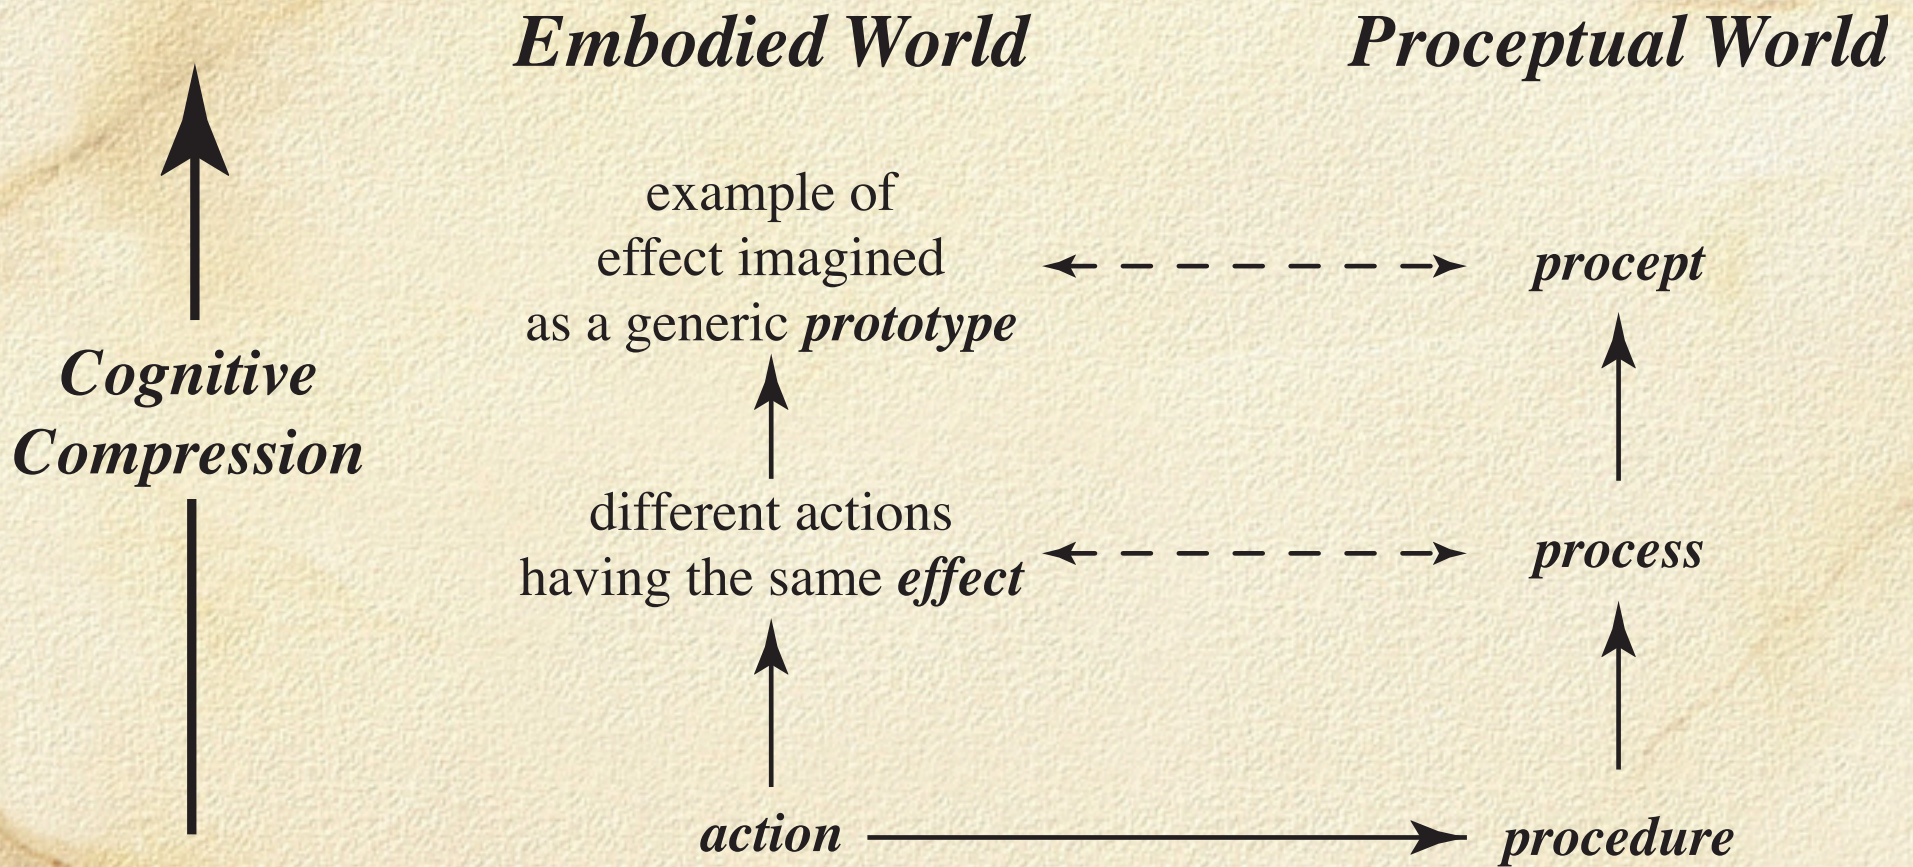 Embodied World
Proceptual World
Cognitive
Compression
example of
effect imagined
as a generic prototype
procept
different actions
having the same effect
process
action
procedure